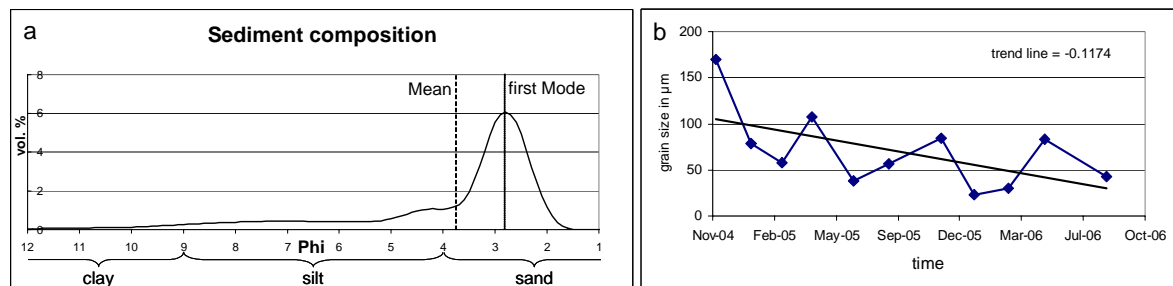 a
Sediment composition
vol. %
8
6
4
2
0
Mean
first Mode
12 11 10 9 8 7 Phi 6 5 4 3 2 1
clay silt sand
b
trend line = -0.1174
grain size in µm
200
150
100
50
0
Nov-04 Feb-05 May-05 Sep-05 Dec-05 Mar-06 Jul-06 Oct-06
time